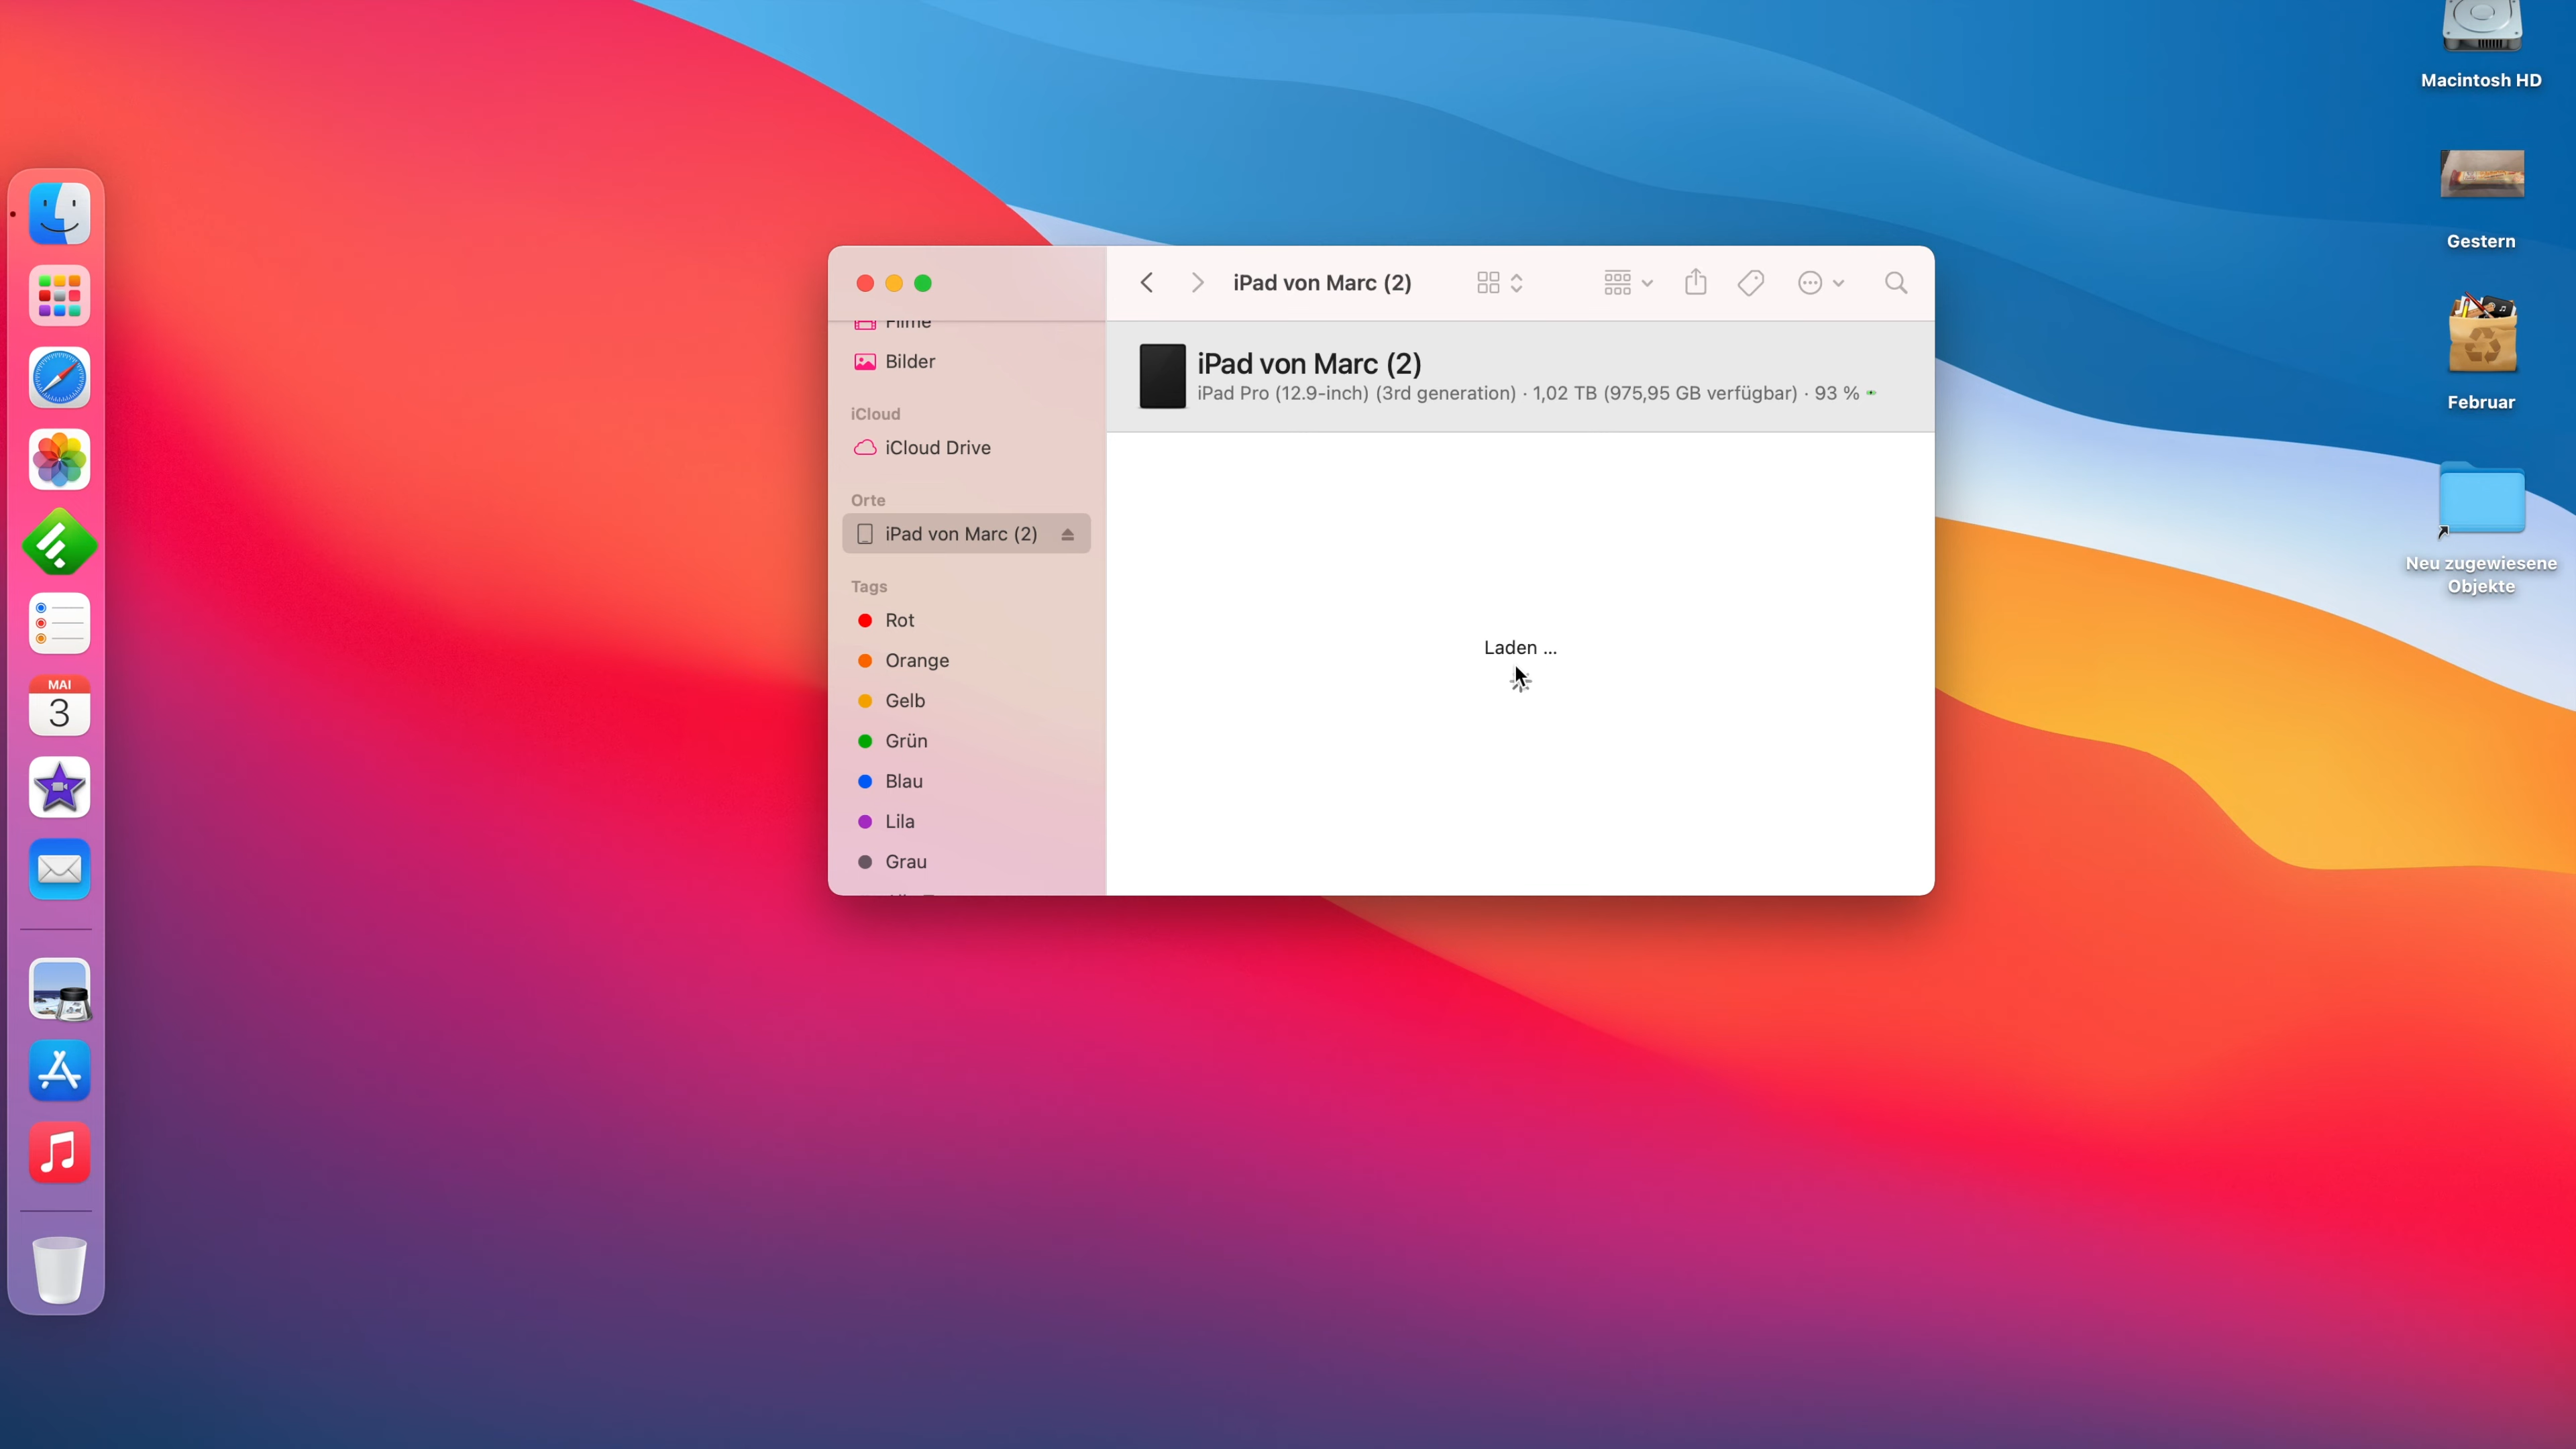 Macintosh HD
Gestern
Februar
Neu zugewiesene
Objekte
MAI
3
iPad von Marc (2)
Filme
Bilder
iCloud
iCloud Drive
Orte
iPad von Marc (2)
Tags
Rot
Orange
Gelb
Grün
Blau
Lila
Grau
iPad von Marc (2)
iPad Pro (12.9-inch) (3rd generation) · 1,02 TB (975,95 GB verfügbar) · 93 %
Laden ...